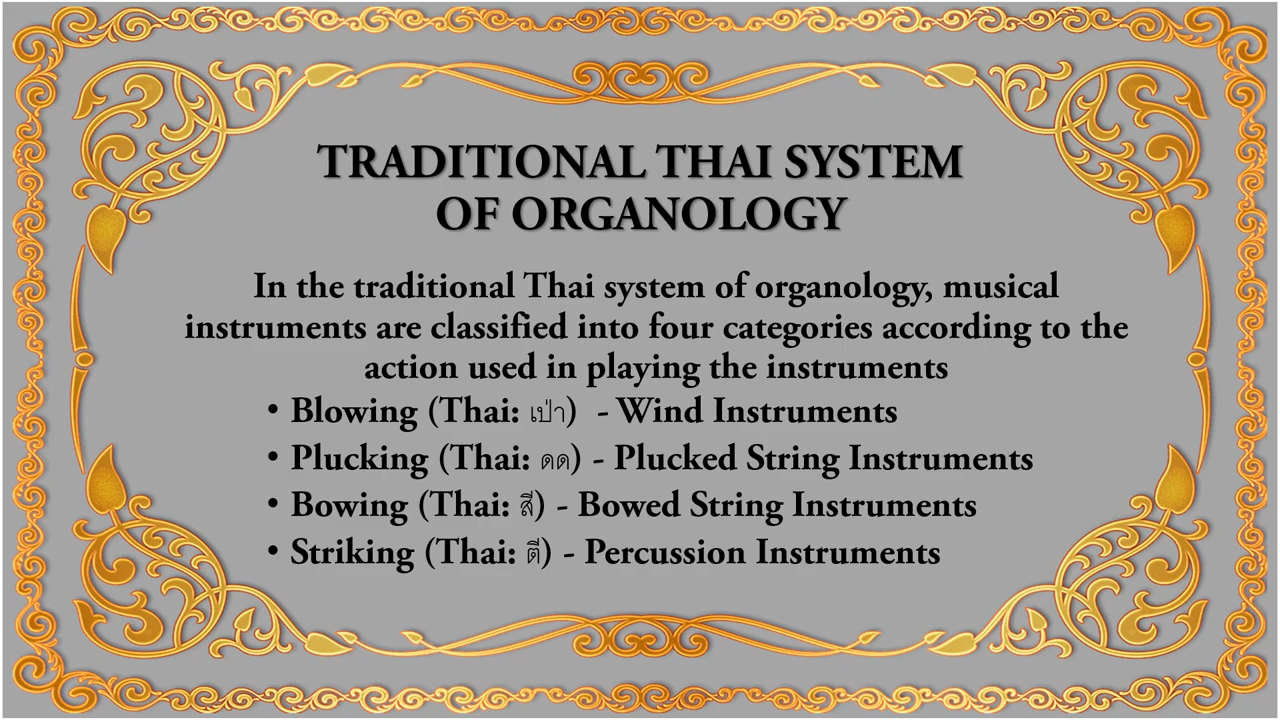 TRADITIONAL THAI SYSTEM
OF ORGANOLOGY
In the traditional Thai system of organology, musical
instruments are classified into four categories according to the
action used in playing the instruments
• Blowing (Thai: เป่า) - Wind Instruments
• Plucking (Thai: ดด) - Plucked String Instruments
• Bowing (Thai: สี) - Bowed String Instruments
• Striking (Thai: ตี) - Percussion Instruments